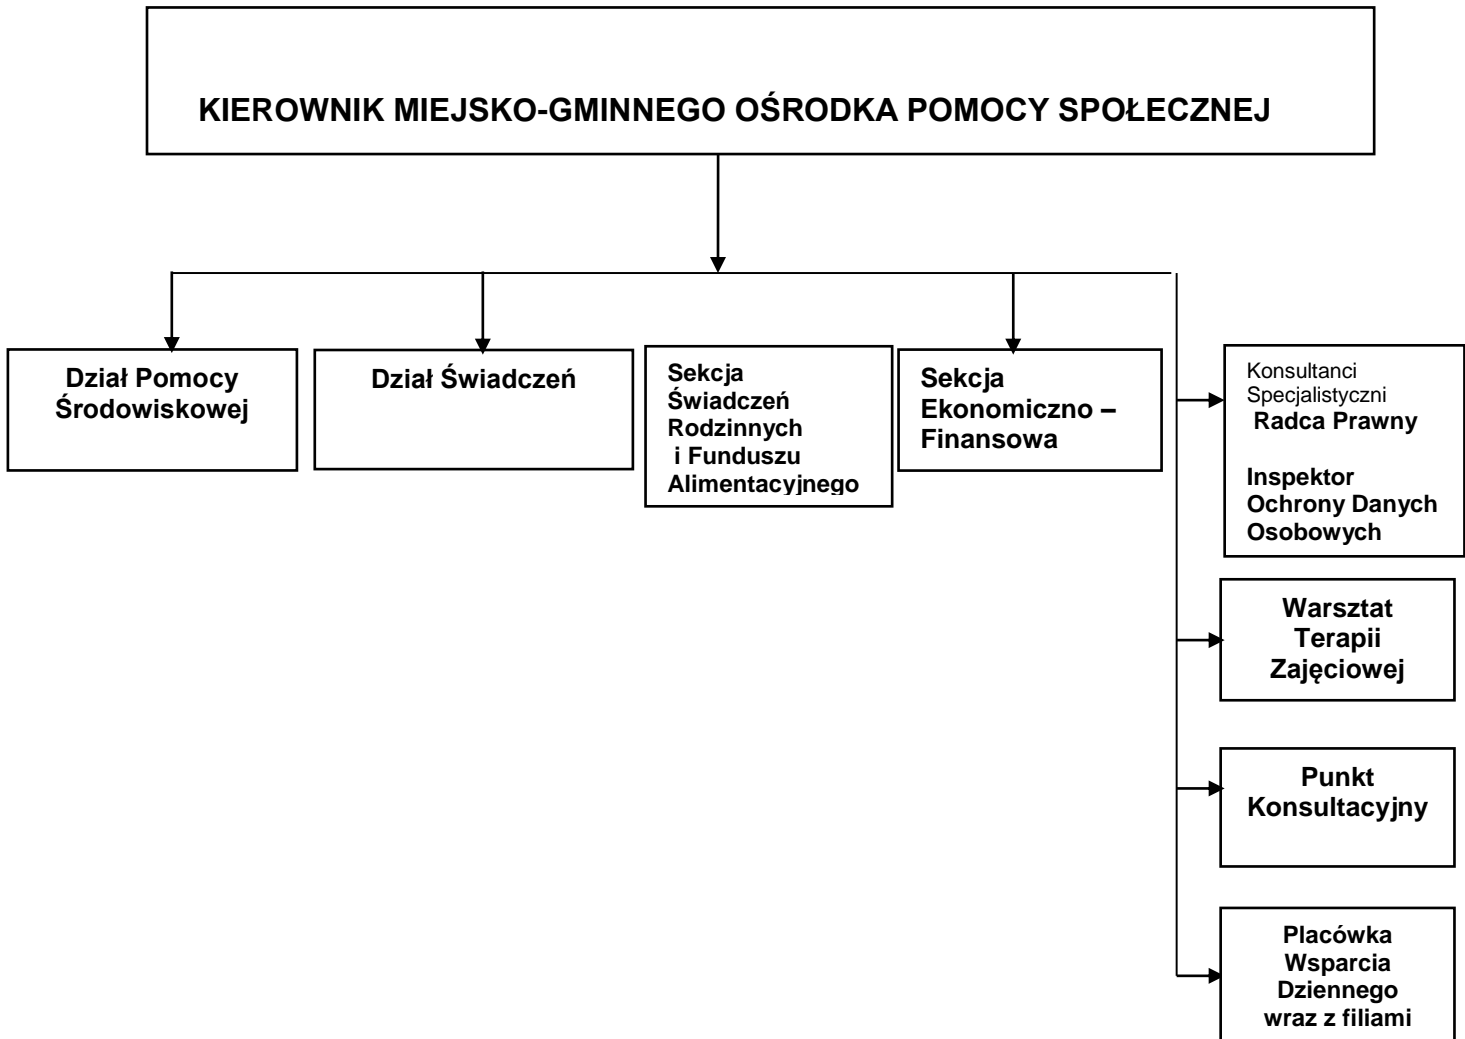 KIEROWNIK MIEJSKO-GMINNEGO OŚRODKA POMOCY SPOŁECZNEJ
Dział Pomocy
Środowiskowej
Dział Świadczeń
Sekcja
Świadczeń
Rodzinnych
i Funduszu
Alimentacyjnego
Sekcja
Ekonomiczno –
Finansowa
Konsultanci
Specjalistyczni
Radca Prawny
Inspektor
Ochrony Danych
Osobowych
Warsztat
Terapii
Zajęciowej
Punkt
Konsultacyjny
Placówka
Wsparcia
Dziennego
wraz z filiami